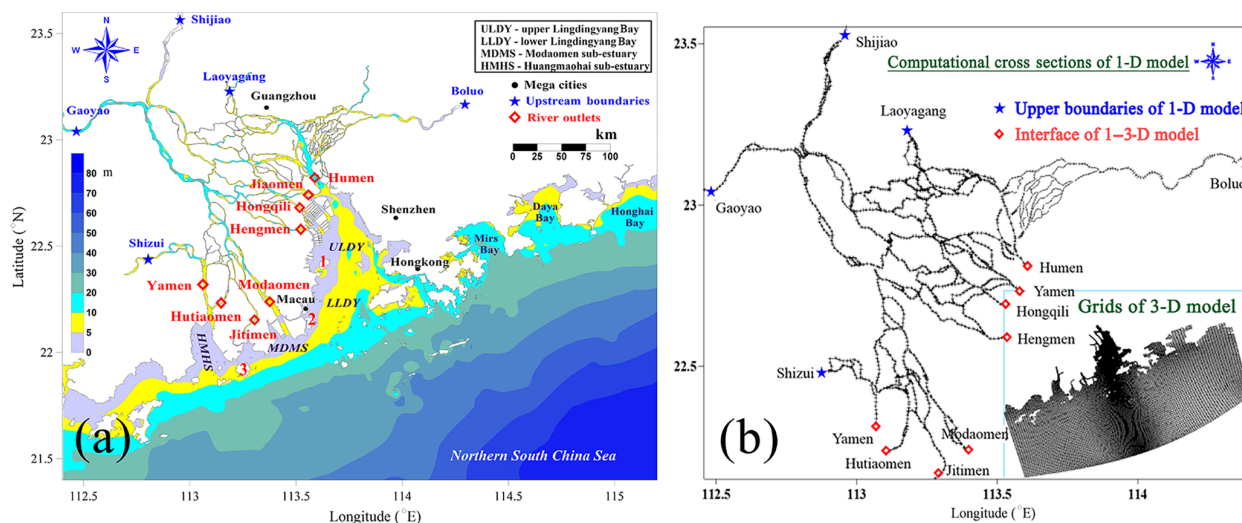 ULDY - upper Lingdingyang Bay
LLDY - lower Lingdingyang Bay
MDMS - Modaomen sub-estuary
HMHS - Huangmaohai sub-estuary
Mega cities
Upstream boundaries
River outlets
km
0 25 50 75 100
N
W E
S
Shijiao
Laoyagang
Guangzhou
Gaoyao
Boluo
Humen
Jiaomen
Hongqili
Hengmen
Shenzhen
Daya
Bay
Honghai
Bay
Mirs
Bay
Hongkong
ULDY
LLDY
1
2
3
Shizui
Yamen
Modaomen
Macau
Hutiaomen
Jitimen
HMHS
MDMS
80 m
70
60
50
40
30
20
10
5
0
(a)
Northern South China Sea
23.5
23
22.5
22
21.5
Latitude (°N)
112.5 113 113.5 114 114.5 115
Longitude (°E)
Computational cross sections of 1-D model
N
W E
S
Upper boundaries of 1-D model
Interface of 1–3-D model
Shijiao
Laoyagang
Gaoyao
Boluo
Humen
Yamen
Hongqili
Hengmen
Grids of 3-D model
Shizui
Yamen
Hutiaomen
Modaomen
Jitimen
(b)
23.5
23
22.5
112.5 113 113.5 114
Longitude (°E)